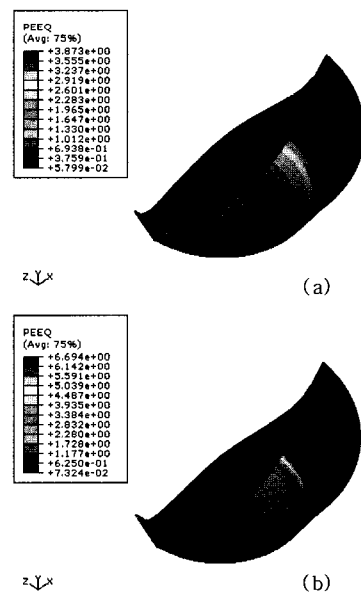 PEEQ
(Avg: 75%)
+3.873e+00
+3.555e+00
+3.237e+00
+2.919e+00
+2.601e+00
+2.283e+00
+1.965e+00
+1.647e+00
+1.330e+00
+1.012e+00
+6.938e-01
+3.759e-01
+5.799e-02
Z Y X
(a)
PEEQ
(Avg: 75%)
+6.694e+00
+6.142e+00
+5.591e+00
+5.039e+00
+4.487e+00
+3.935e+00
+3.384e+00
+2.832e+00
+2.280e+00
+1.728e+00
+1.177e+00
+6.250e-01
+7.324e-02
Z Y X
(b)